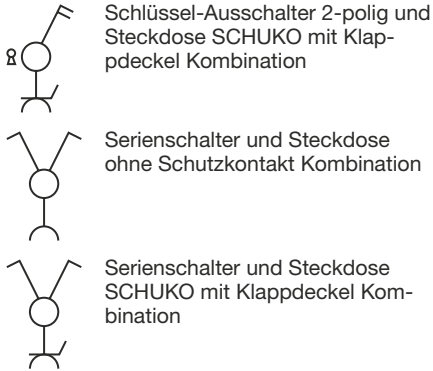 Schlüssel-Ausschalter 2-polig und
Steckdose SCHUKO mit Klap-
pdeckel Kombination
Serienschalter und Steckdose
ohne Schutzkontakt Kombination
Serienschalter und Steckdose
SCHUKO mit Klappdeckel Kom-
bination